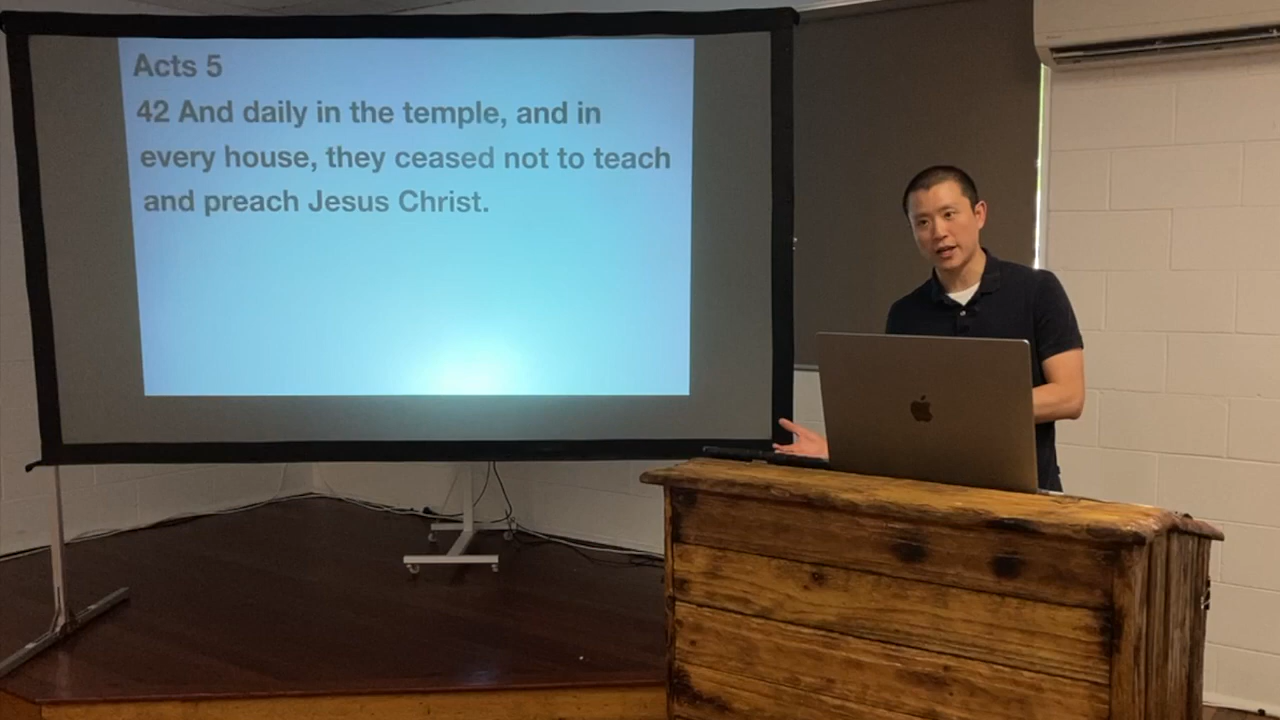 Acts 5
42 And daily in the temple, and in
every house, they ceased not to teach
and preach Jesus Christ.